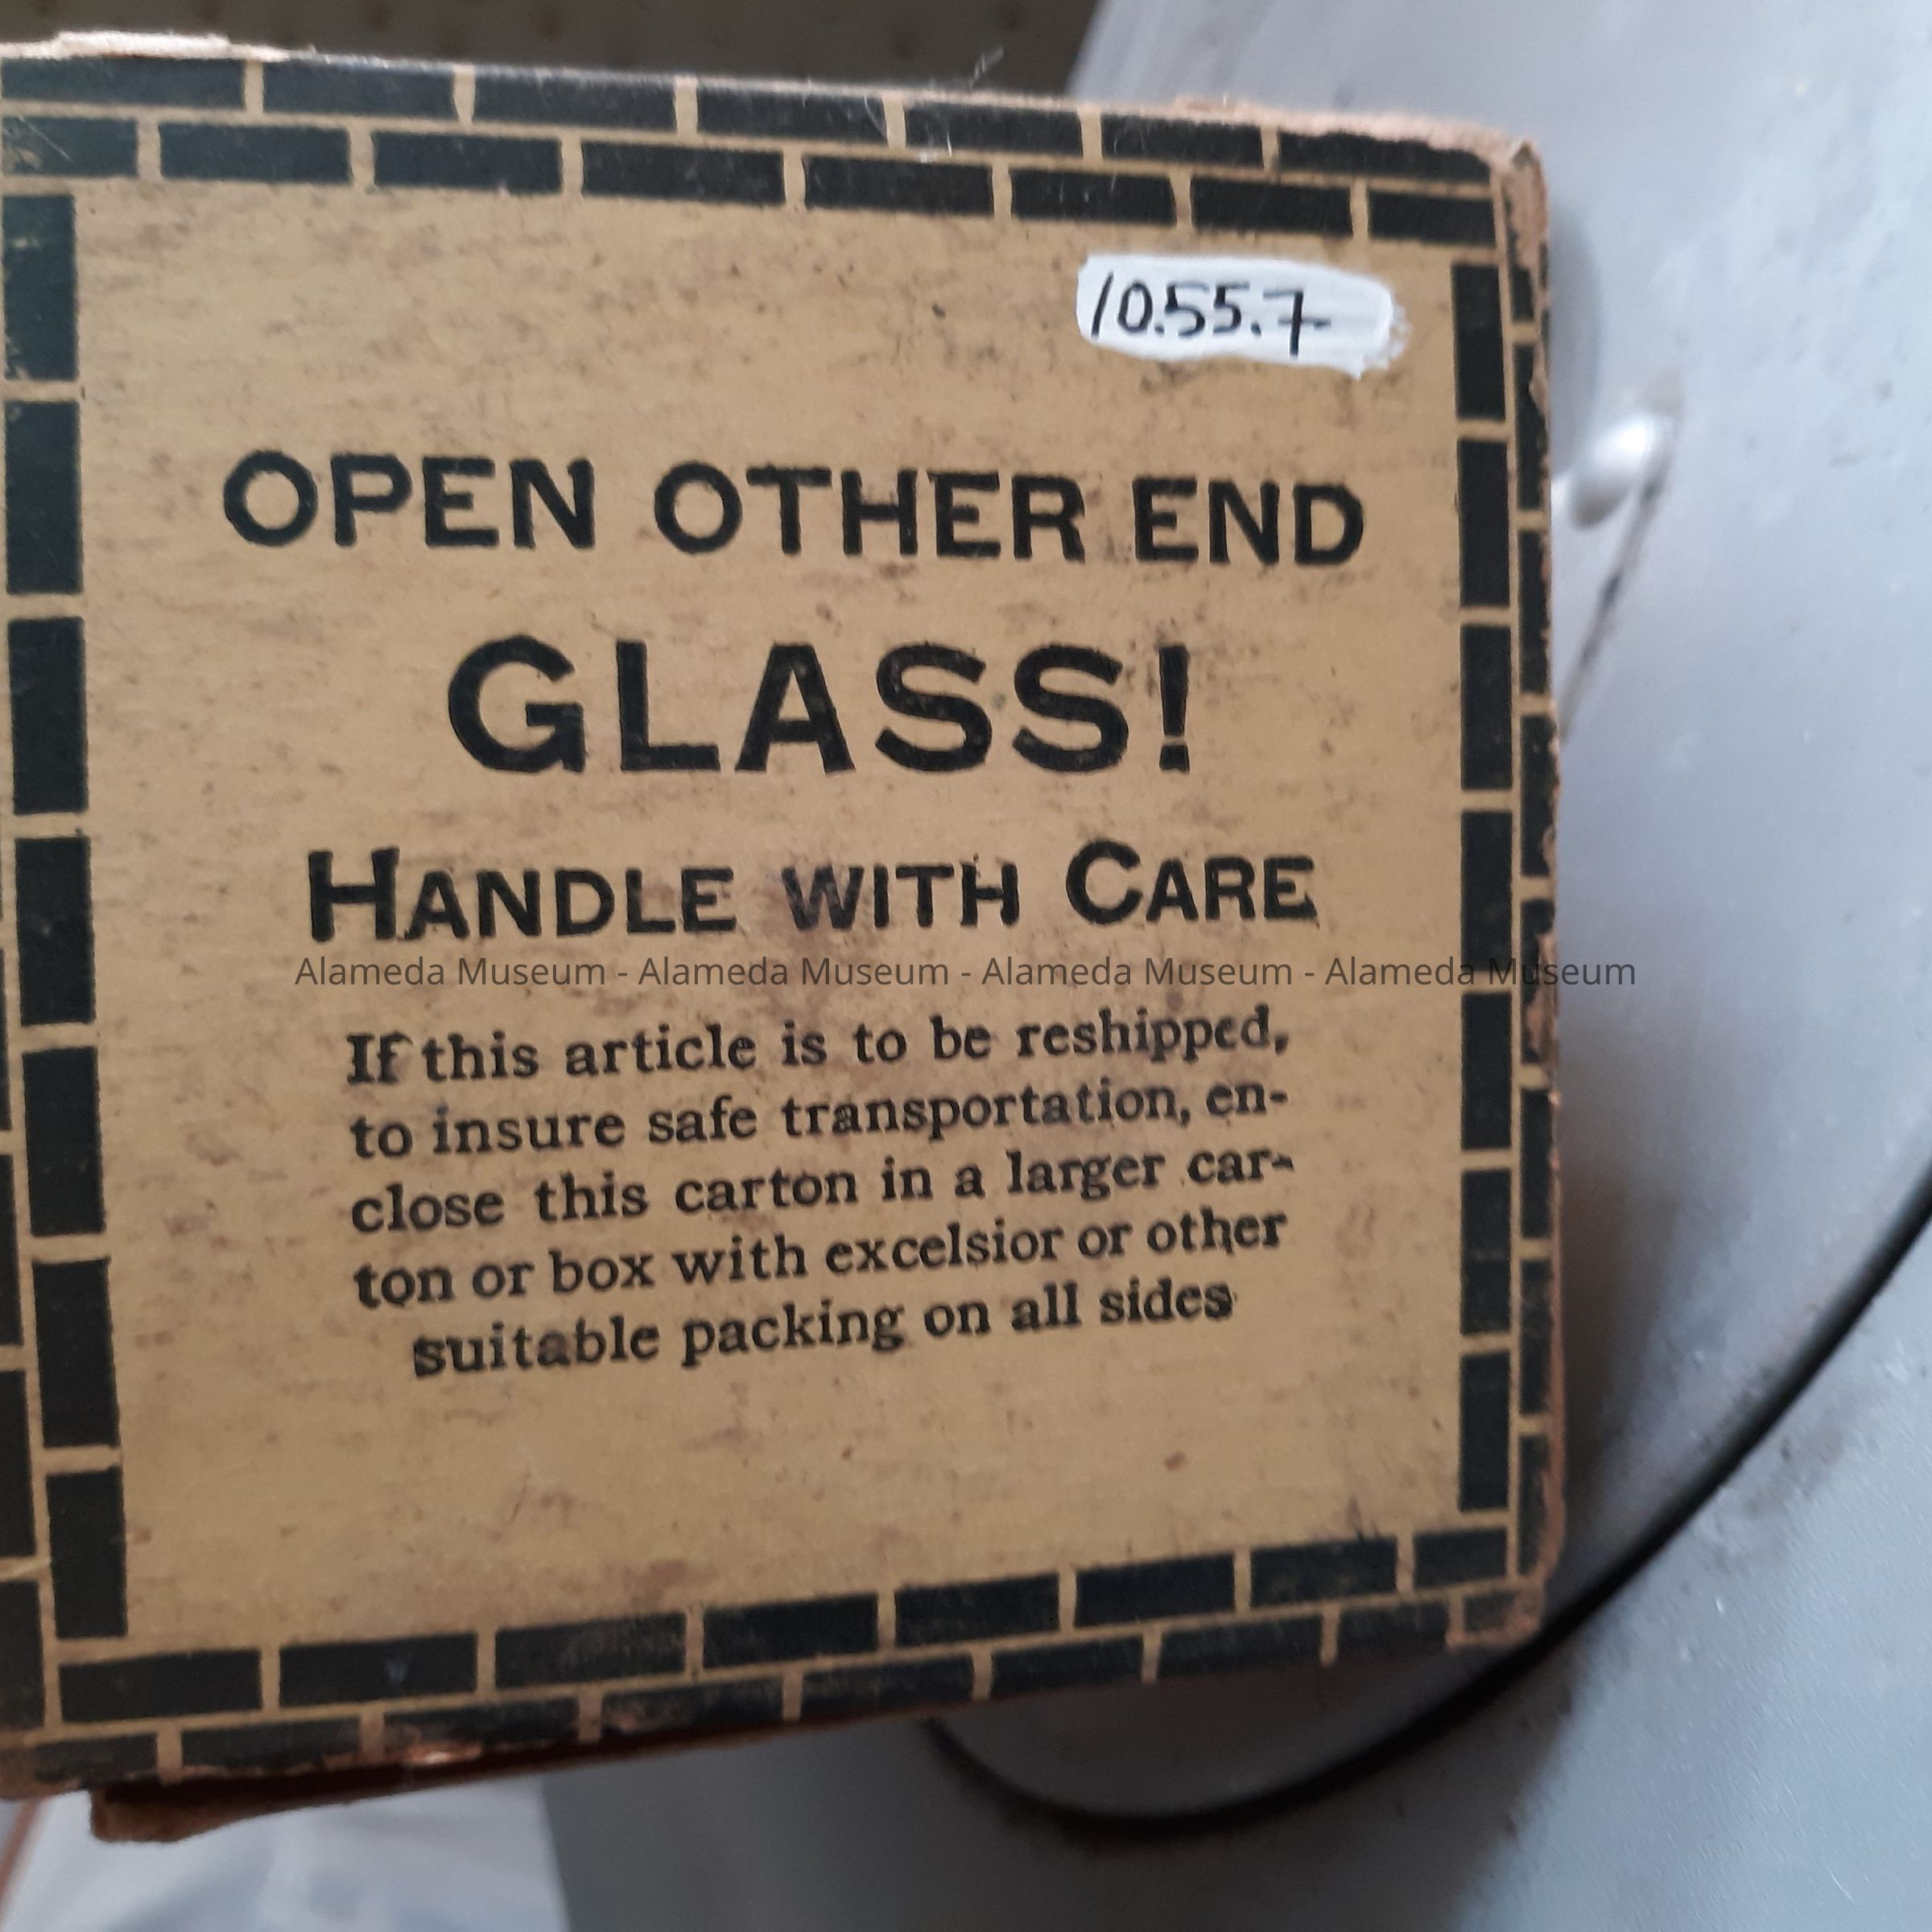 10.55.7
OPEN OTHER END
GLASS!
HANDLE WITH CARE
Alameda Museum - Alameda Museum - Alameda Museum - Alameda Museum
If this article is to be reshipped,
to insure safe transportation, en-
close this carton in a larger car-
ton or box with excelsior or other
suitable packing on all sides